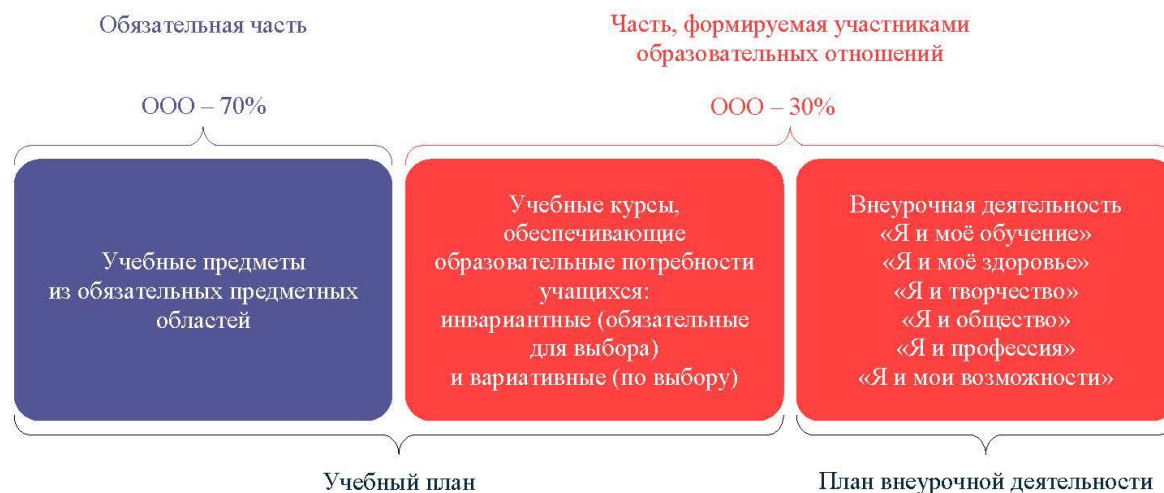 Обязательная часть
Часть, формируемая участниками
образовательных отношений
ООО – 70%
ООО – 30%
Учебные предметы
из обязательных предметных
областей
Учебные курсы,
обеспечивающие
образовательные потребности
учащихся:
инвариантные (обязательные
для выбора)
и вариативные (по выбору)
Внеурочная деятельность
«Я и моё обучение»
«Я и моё здоровье»
«Я и творчество»
«Я и общество»
«Я и профессия»
«Я и мои возможности»
Учебный план
План внеурочной деятельности